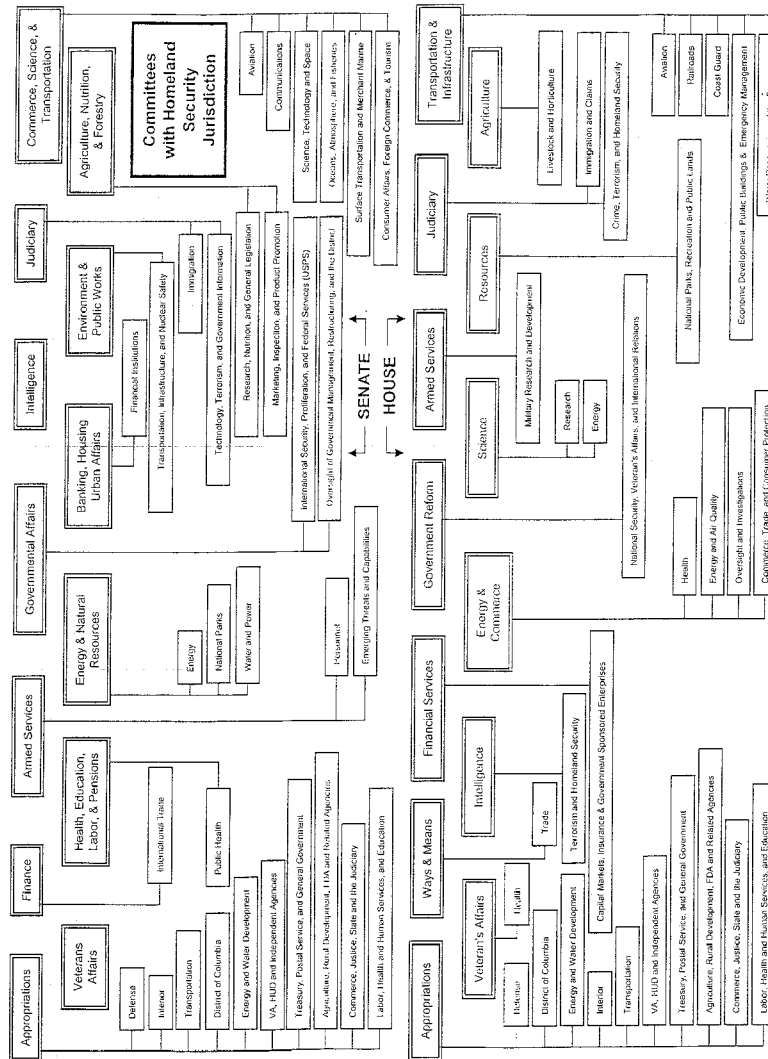 Committees
with Homeland
Security
Jurisdiction
Appropriations
Finance
Armed Services
Governmental Affairs
Intelligence
Judiciary
Commerce, Science, &
Transportation
Veterans
Affairs
Health, Education,
Labor, & Pensions
Energy & Natural
Resources
Banking, Housing
Urban Affairs
Environment &
Public Works
Agriculture, Nutrition,
& Forestry
Defense
Interior
Transportation
District of Columbia
Energy and Water Development
VA, HUD and Independent Agencies
Treasury, Postal Service, and General Government
Agriculture, Rural Development, FDA and Related Agencies
Commerce, Justice, State and the Judiciary
Labor, Health and Human Services, and Education
International Trade
Public Health
Energy
National Parks
Water and Power
Personnel
Emerging Threats and Capabilities
Financial Institutions
Transportation, Infrastructure, and Nuclear Safety
Immigration
Technology, Terrorism, and Government Information
Research, Nutrition, and General Legislation
Marketing, Inspection, and Product Promotion
International Security, Proliferation, and Federal Services (USPS)
Oversight of Government Management, Restructuring, and the District
Aviation
Communications
Science, Technology and Space
Oceans, Atmosphere, and Fisheries
Surface Transportation and Merchant Marine
Consumer Affairs, Foreign Commerce, & Tourism
SENATE
HOUSE
Appropriations
Ways & Means
Financial Services
Government Reform
Armed Services
Judiciary
Transportation &
Infrastructure
Veteran's Affairs
Intelligence
Energy &
Commerce
Science
Resources
Agriculture
Defense
District of Columbia
Energy and Water Development
Interior
Transportation
VA, HUD and Independent Agencies
Treasury, Postal Service, and General Government
Agriculture, Rural Development, FDA and Related Agencies
Commerce, Justice, State and the Judiciary
Labor, Health and Human Services, and Education
Health
Trade
Terrorism and Homeland Security
Capital Markets, Insurance & Government Sponsored Enterprises
Health
Energy and Air Quality
Oversight and Investigations
Commerce, Trade, and Consumer Protection
National Security, Veteran's Affairs, and International Relations
Research
Energy
Military Research and Development
National Parks, Recreation and Public Lands
Livestock and Horticulture
Immigration and Claims
Crime, Terrorism, and Homeland Security
Aviation
Railroads
Coast Guard
Economic Development, Public Buildings & Emergency Management